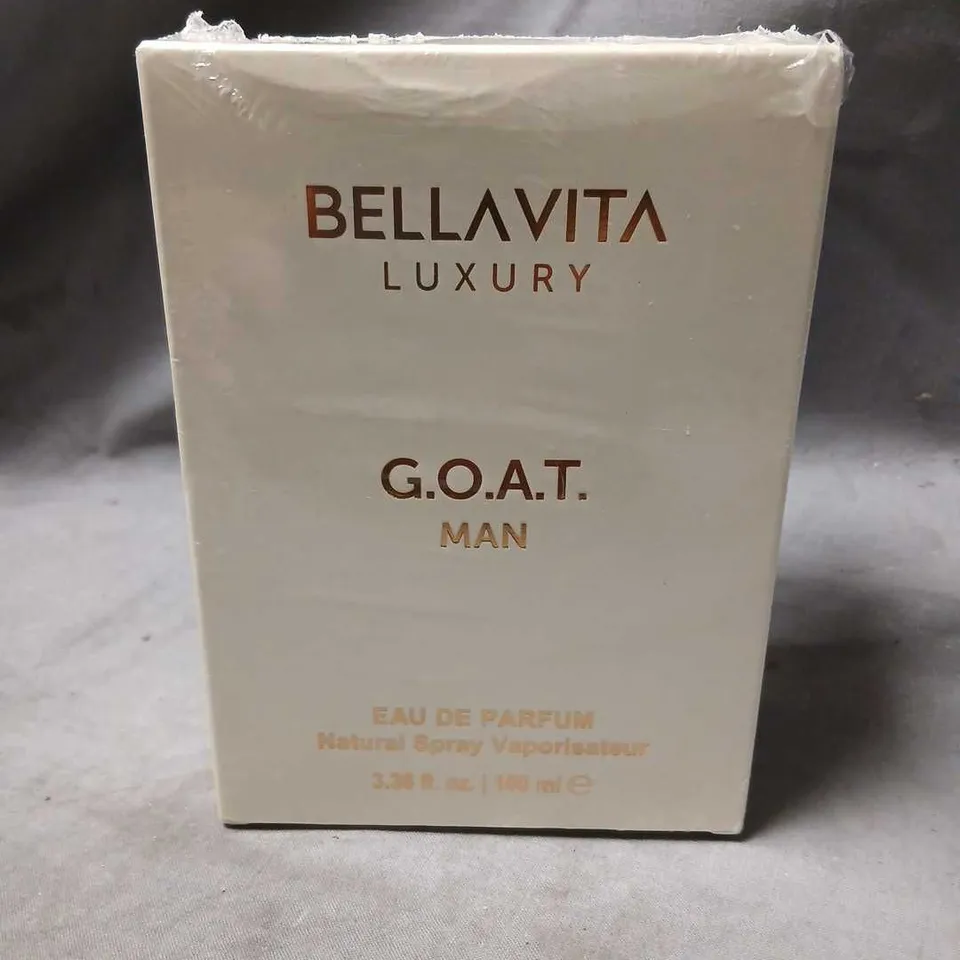 BELLAVITA
LUXURY
G.O.A.T.
MAN
EAU DE PARFUM
Natural Spray Vaporisateur
3.38 fl. oz. | 100 ml ℮